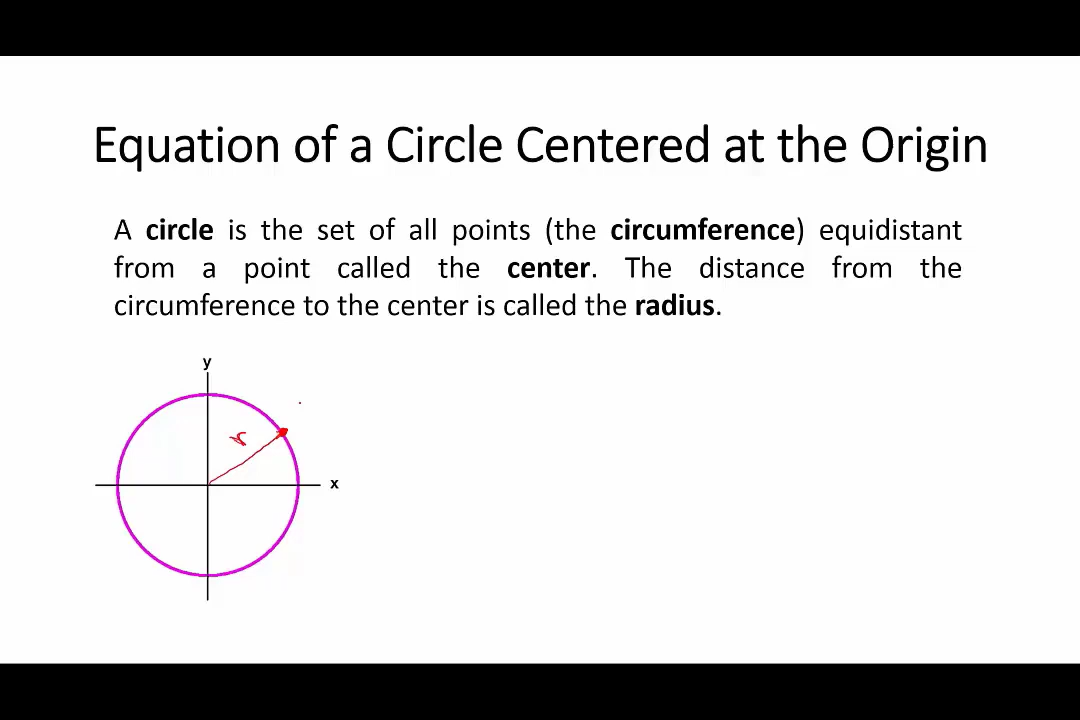 Equation of a Circle Centered at the Origin
A circle is the set of all points (the circumference) equidistant
from a point called the center. The distance from the
circumference to the center is called the radius.
y
r
x